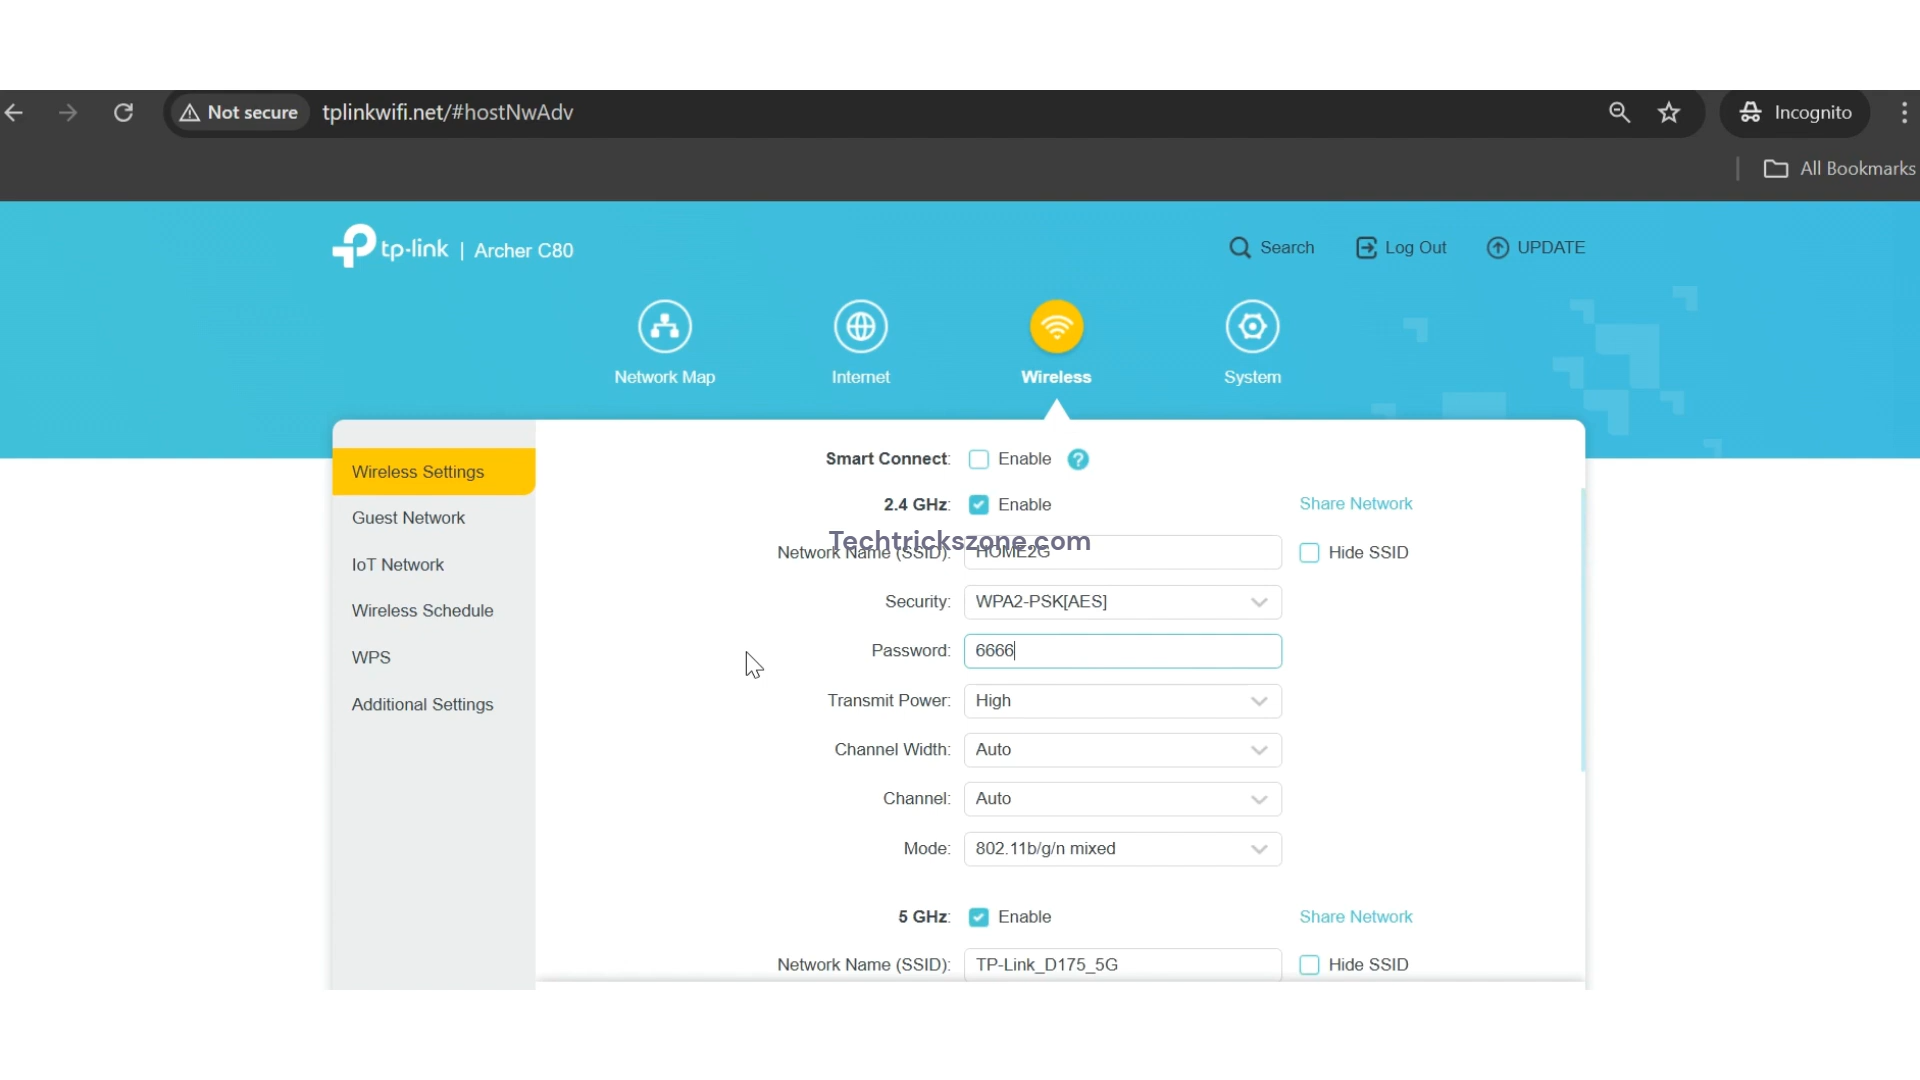 Not secure tplinkwifi.net/#hostNwAdv Incognito
All Bookmarks
tp-link | Archer C80 Search Log Out UPDATE
Network Map Internet Wireless System
Wireless Settings
Guest Network
IoT Network
Wireless Schedule
WPS
Additional Settings
Smart Connect: Enable ?
2.4 GHz: Enable Share Network
Techtrickszone.com
Network Name (SSID): HOME2G Hide SSID
Security: WPA2-PSK[AES]
Password: 6666
Transmit Power: High
Channel Width: Auto
Channel: Auto
Mode: 802.11b/g/n mixed
5 GHz: Enable Share Network
Network Name (SSID): TP-Link_D175_5G Hide SSID